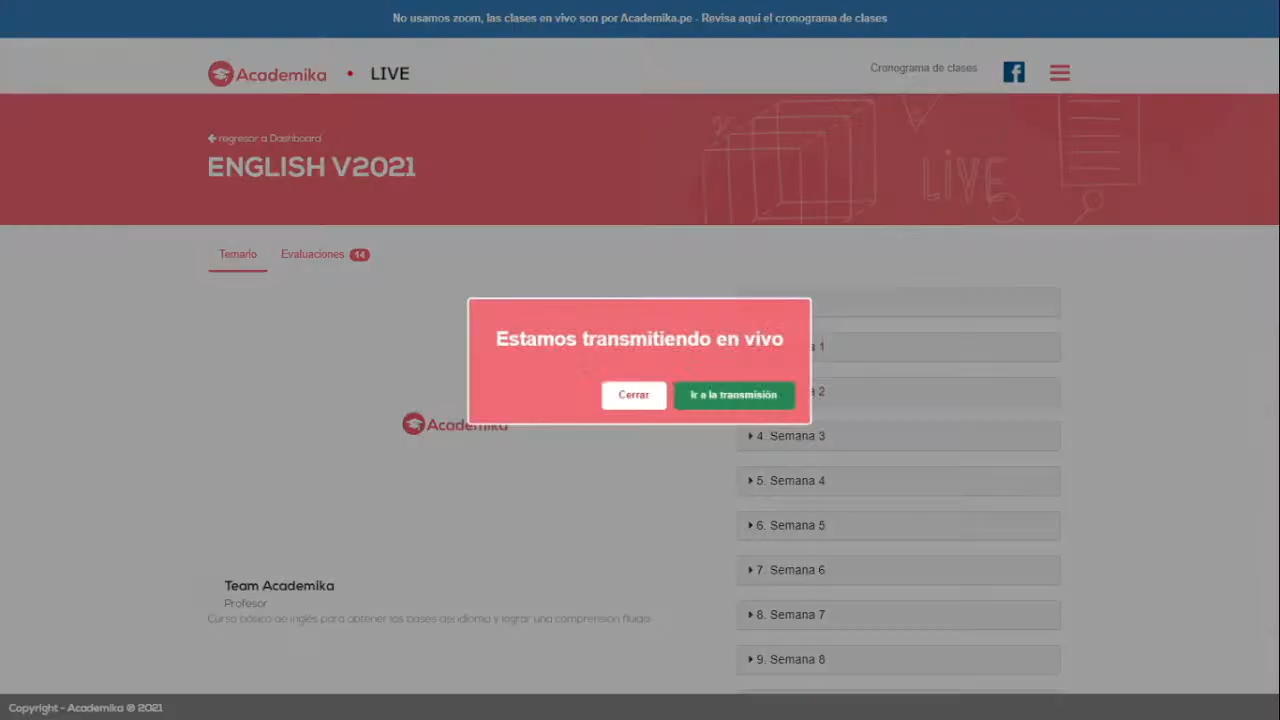 No usamos zoom, las clases en vivo son por Academika.pe - Revisa aquí el cronograma de clases
Academika • LIVE
Cronograma de clases
regresar a Dashboard
ENGLISH V2021
LIVE
Temario Evaluaciones 14
Estamos transmitiendo en vivo
Cerrar Ir a la transmisión
Academika
1
2
4. Semana 3
5. Semana 4
6. Semana 5
7. Semana 6
8. Semana 7
9. Semana 8
Team Academika
Profesor
Curso básico de inglés para obtener las bases del idioma y lograr una comprensión fluida
Copyright - Academika © 2021